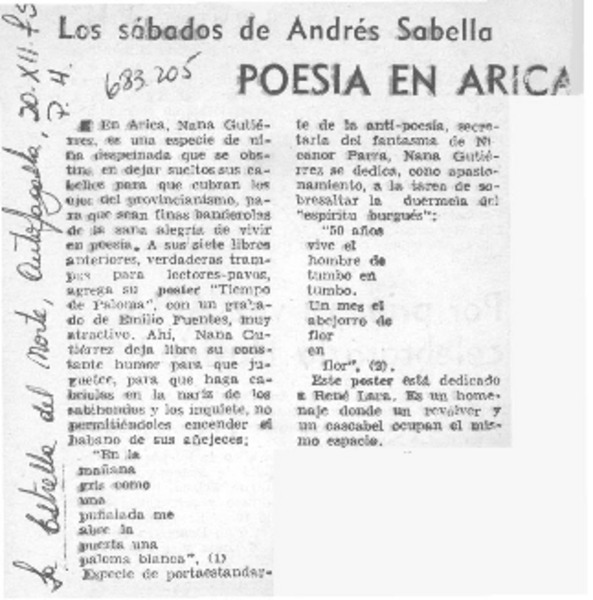 Los sábados de Andrés Sabella
POESIA EN ARICA
683.205
La Estrella del Norte, Antofagasta, 20.XII.75
P. 4.
En Arica, Nana Gutié-
rrez, es una especie de ni-
ña despeinada que se obs-
tina en dejar sueltos sus ca-
bellos para que cubran los
ojos del provincianismo, pa-
ra que sean finas banderolas
de la sana alegría de vivir
en poesía. A sus siete libros
anteriores, verdaderas tram-
pas para lectores-pavos,
agrega su poster "Tiempo
de Paloma", con un graba-
do de Emilio Fuentes, muy
atractivo. Ahí, Nana Gu-
tiérrez deja libre su cons-
tante humor para que ju-
guetee, para que haga ca-
briolas en la nariz de los
sabihondos y los inquiete, no
permitiéndoles encender el
habano de sus añejeces:
"En la
mañana
gris como
una
puñalada me
abre la
puerta una
paloma blanca", (1)
Especie de portaestandar-
te de la anti-poesía, secre-
taria del fantasma de Ni
canor Parra, Nana Gutié-
rrez se dedica, cono apasio-
namiento, a la tarea de so-
bresaltar la duermela del
"espíritu burgués":
"50 años
vive el
hombre de
tumbo en
tumbo.
Un mes el
abejorro de
flor
en
flor", (2).
Este poster está dedicado
a René Lara. Es un home-
naje donde un revólver y
un cascabel ocupan el mis-
mo espacio.